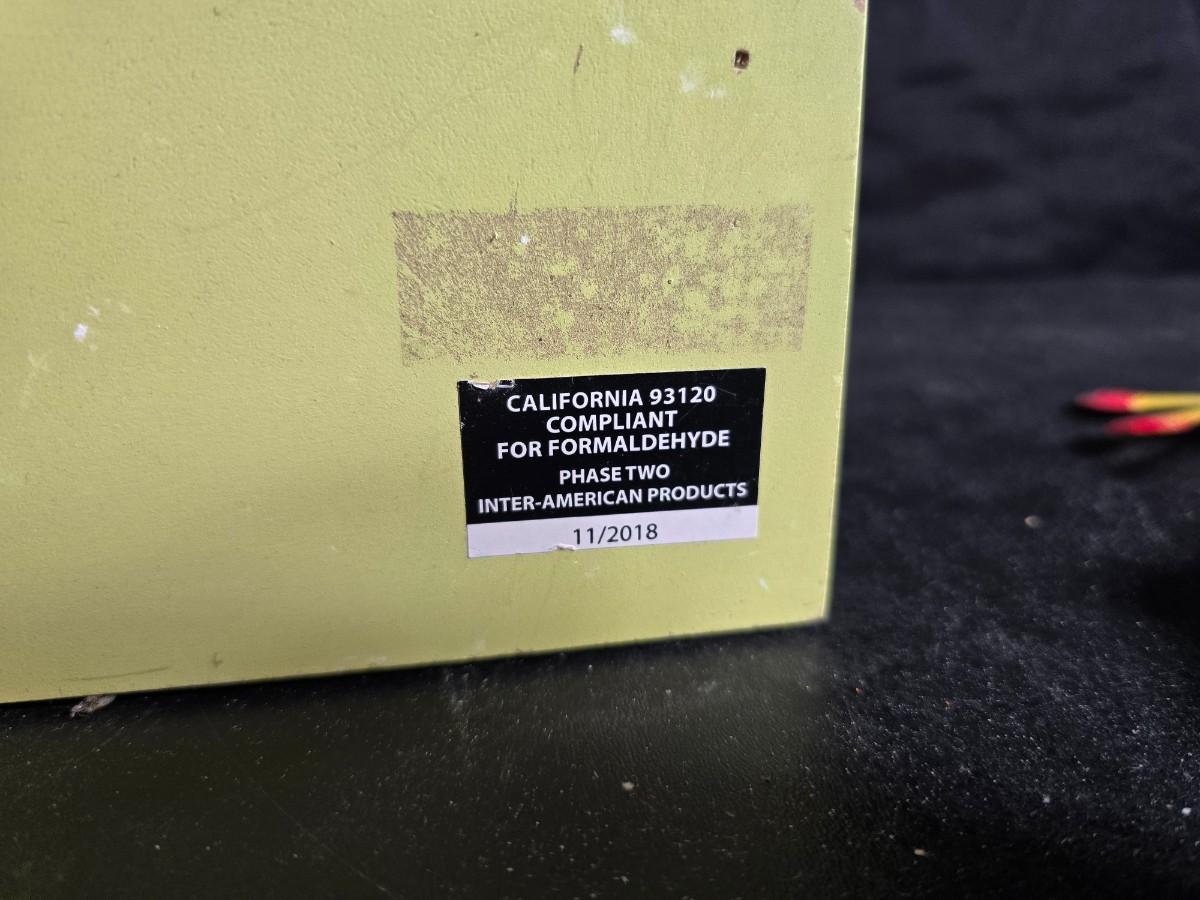 CALIFORNIA 93120
COMPLIANT
FOR FORMALDEHYDE
PHASE TWO
INTER-AMERICAN PRODUCTS
11/2018